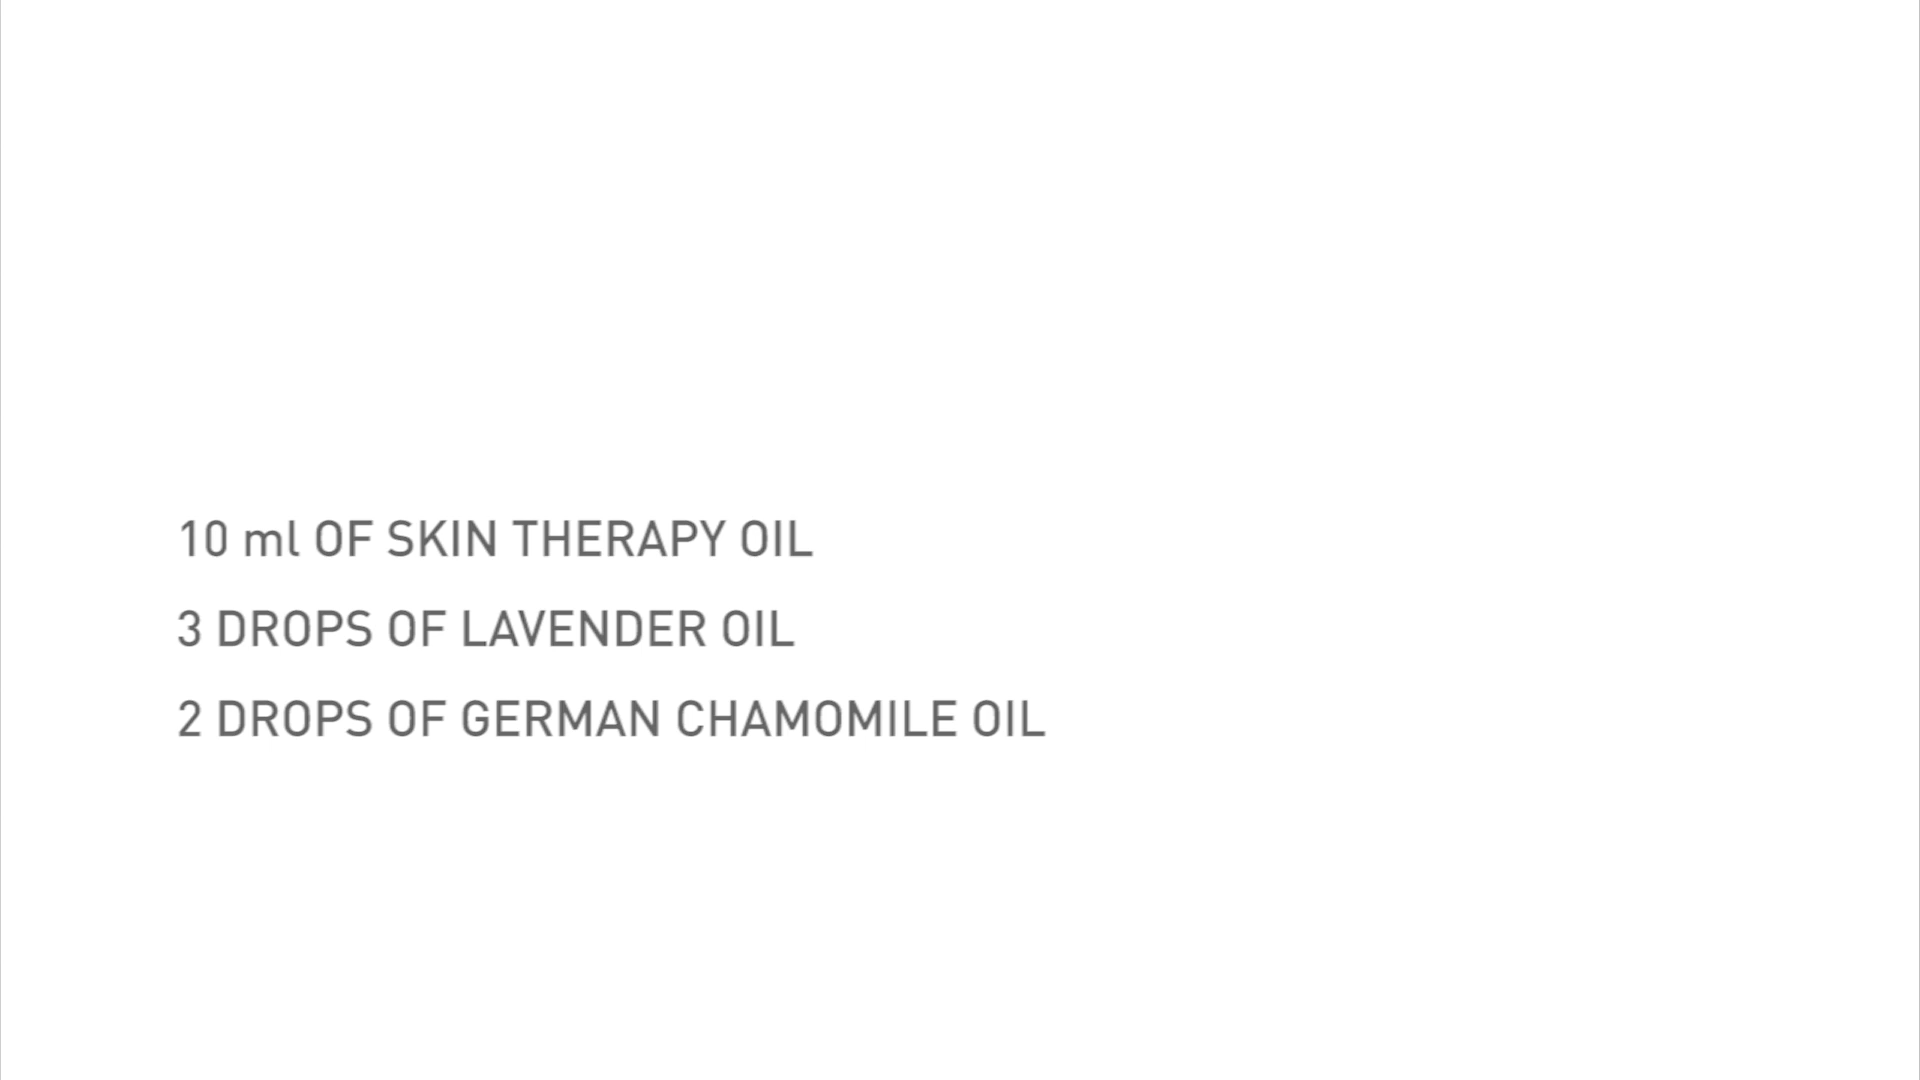 10 ml OF SKIN THERAPY OIL
3 DROPS OF LAVENDER OIL
2 DROPS OF GERMAN CHAMOMILE OIL